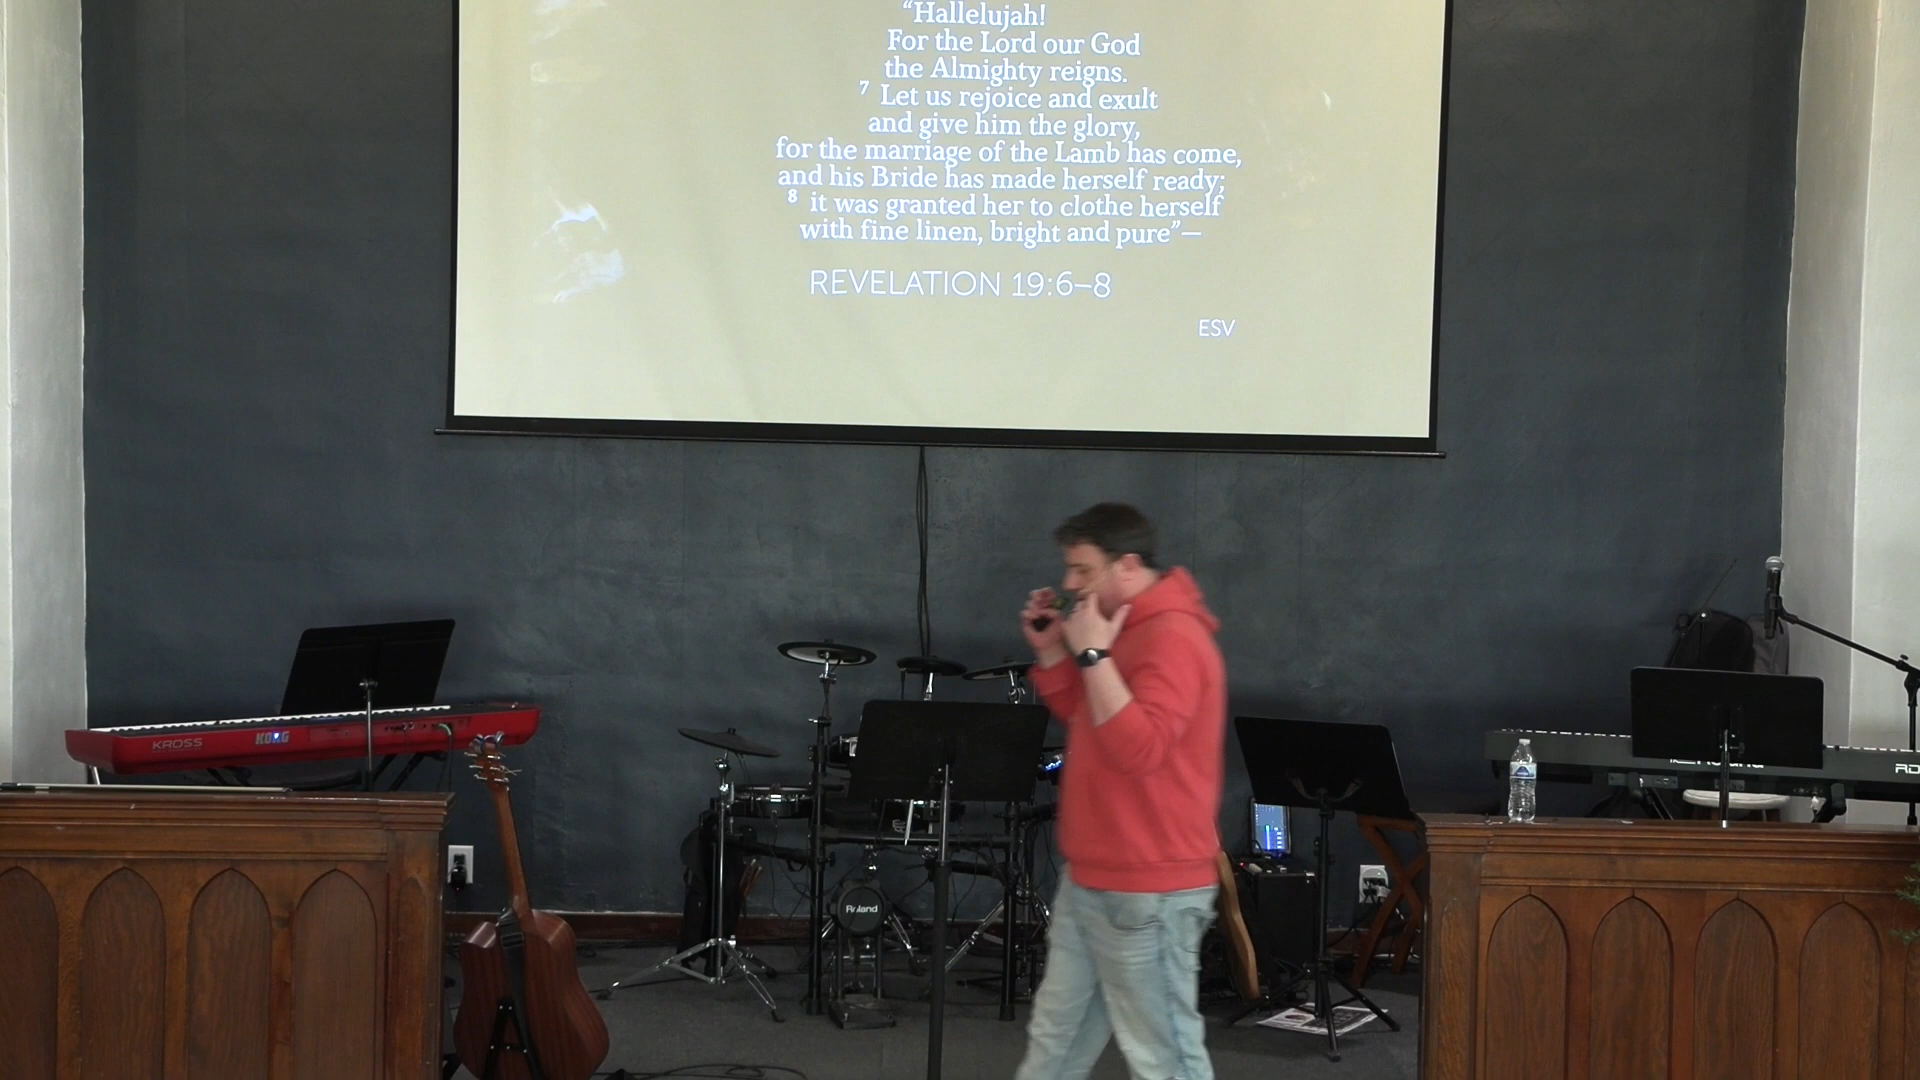 “Hallelujah!
For the Lord our God
the Almighty reigns.
7 Let us rejoice and exult
and give him the glory,
for the marriage of the Lamb has come,
and his Bride has made herself ready;
8 it was granted her to clothe herself
with fine linen, bright and pure”—
REVELATION 19:6–8
ESV
KROSS KORG
Roland
Roland RD